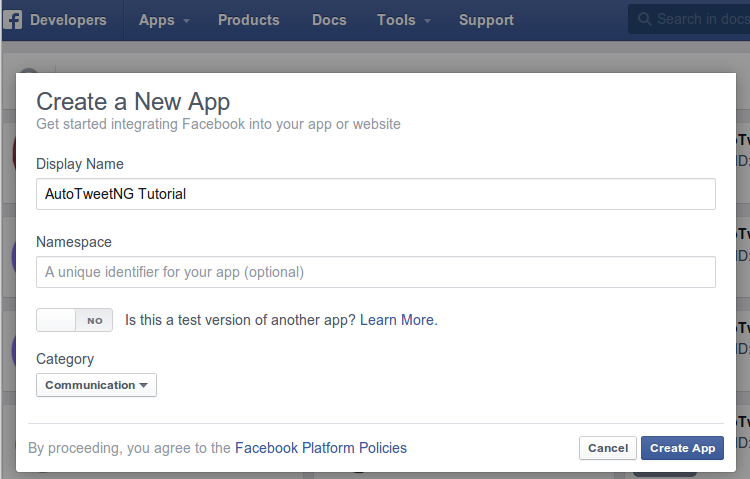 Developers Apps Products Docs Tools Support Search in docs
Create a New App
Get started integrating Facebook into your app or website
Display Name
AutoTweetNG Tutorial
Namespace
A unique identifier for your app (optional)
NO Is this a test version of another app? Learn More.
Category
Communication
By proceeding, you agree to the Facebook Platform Policies Cancel Create App